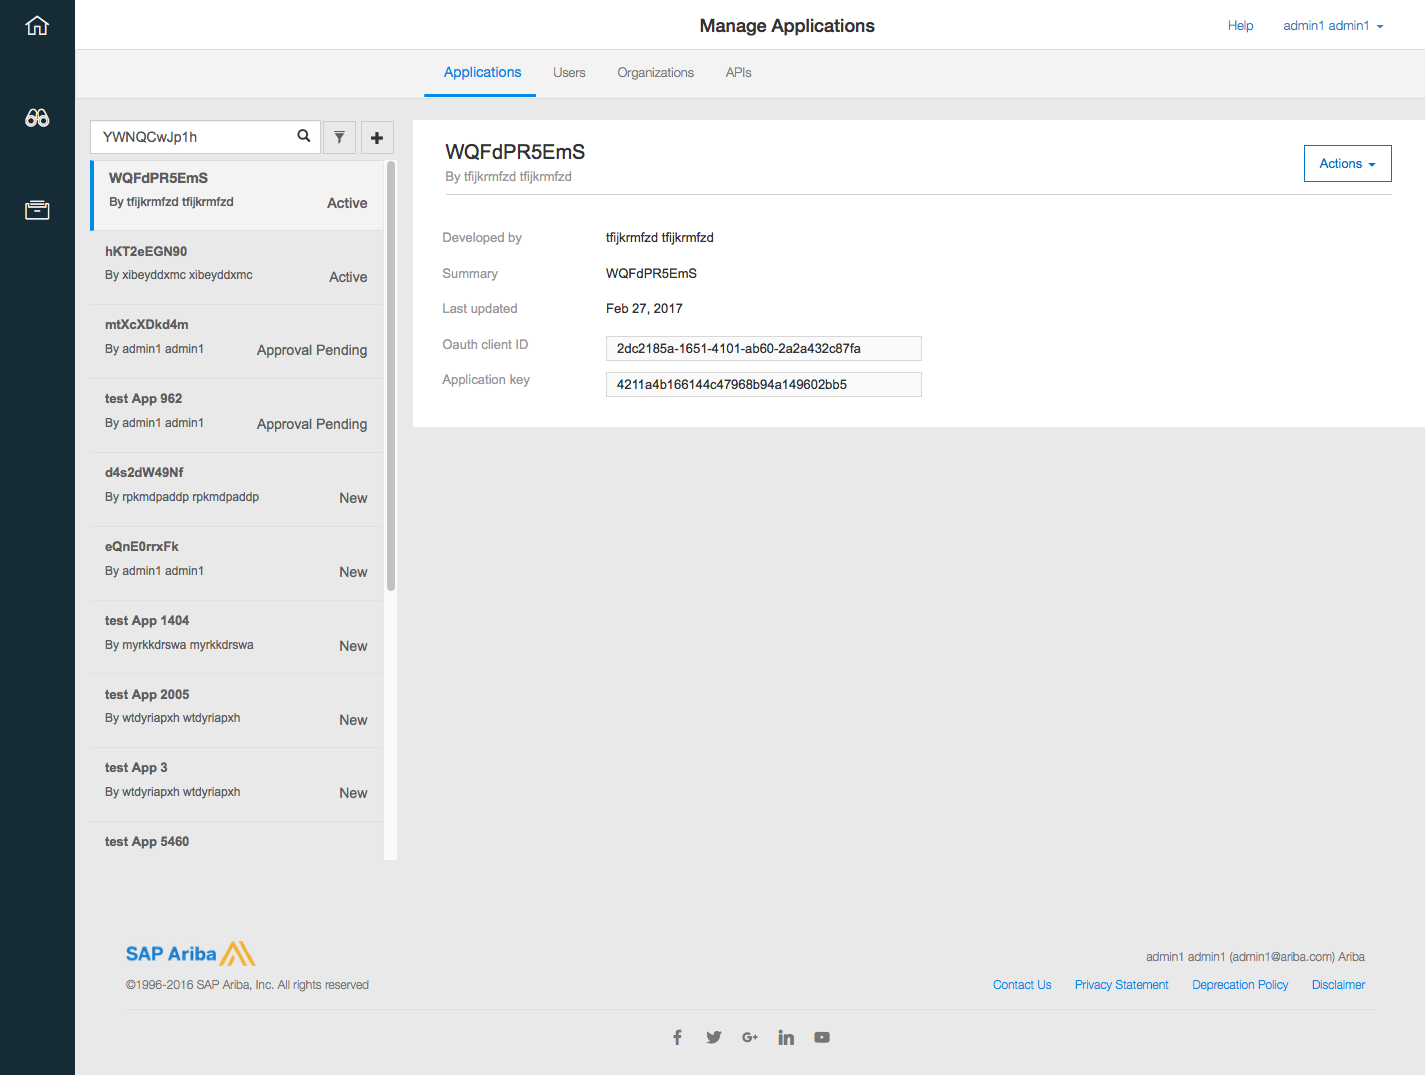 Manage Applications
Help
admin1 admin1
Applications
Users
Organizations
APIs
YWNQCwJp1h
WQFdPR5EmS
By tfijkrmfzd tfijkrmfzd
Active
hKT2eEGN90
By xibeyddxmc xibeyddxmc
Active
mtXcXDkd4m
By admin1 admin1
Approval Pending
test App 962
By admin1 admin1
Approval Pending
d4s2dW49Nf
By rpkmdpaddp rpkmdpaddp
New
eQnE0rrxFk
By admin1 admin1
New
test App 1404
By myrkkdrswa myrkkdrswa
New
test App 2005
By wtdyriapxh wtdyriapxh
New
test App 3
By wtdyriapxh wtdyriapxh
New
test App 5460
WQFdPR5EmS
By tfijkrmfzd tfijkrmfzd
Actions
Developed by
tfijkrmfzd tfijkrmfzd
Summary
WQFdPR5EmS
Last updated
Feb 27, 2017
Oauth client ID
2dc2185a-1651-4101-ab60-2a2a432c87fa
Application key
4211a4b166144c47968b94a149602bb5
SAP Ariba
©1996-2016 SAP Ariba, Inc. All rights reserved
admin1 admin1 (admin1@ariba.com) Ariba
Contact Us
Privacy Statement
Deprecation Policy
Disclaimer